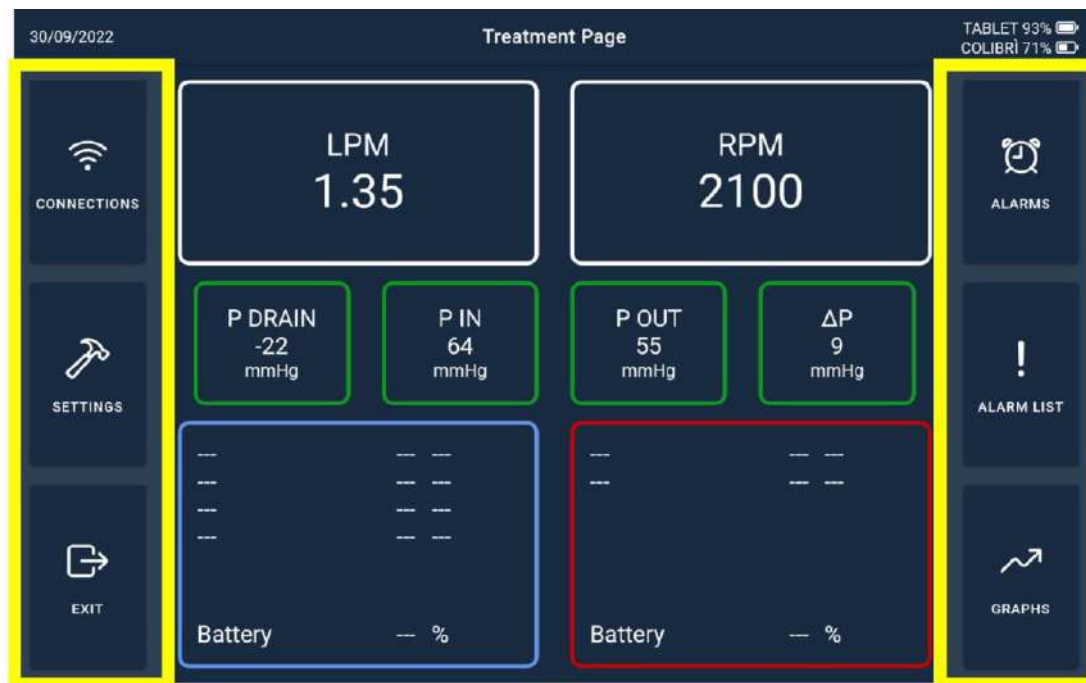 30/09/2022
Treatment Page
TABLET 93%
COLIBRÌ 71%
CONNECTIONS
SETTINGS
EXIT
LPM
1.35
RPM
2100
P DRAIN
-22
mmHg
P IN
64
mmHg
P OUT
55
mmHg
ΔP
9
mmHg
--- --- ---
--- --- ---
--- --- ---
--- --- ---
Battery --- %
--- --- ---
--- --- ---
Battery --- %
ALARMS
!
ALARM LIST
GRAPHS